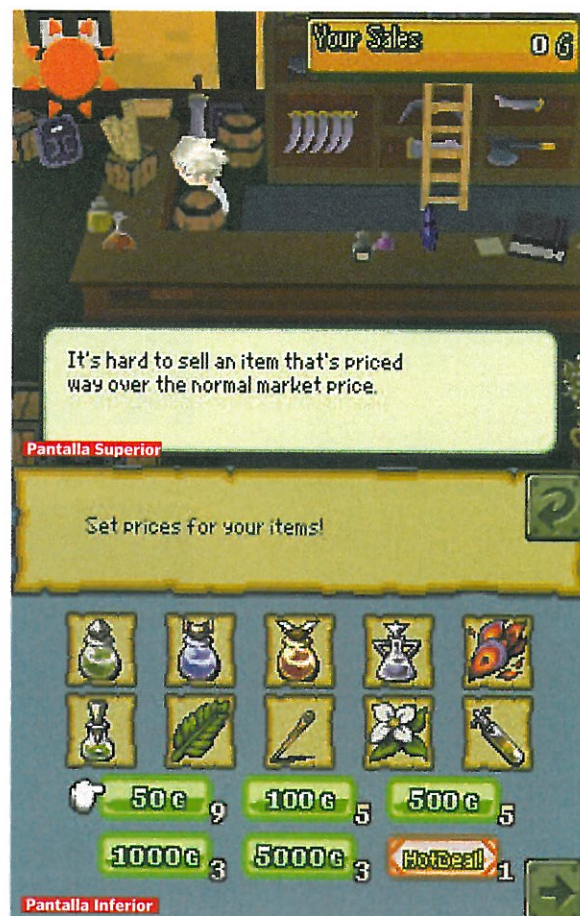 Your Sales 0 G
It's hard to sell an item that's priced
way over the normal market price.
Pantalla Superior
Set prices for your items!
50 G 9 100 G 5 500 G 5
1000 G 3 5000 G 3 Hot Deal! 1
Pantalla Inferior